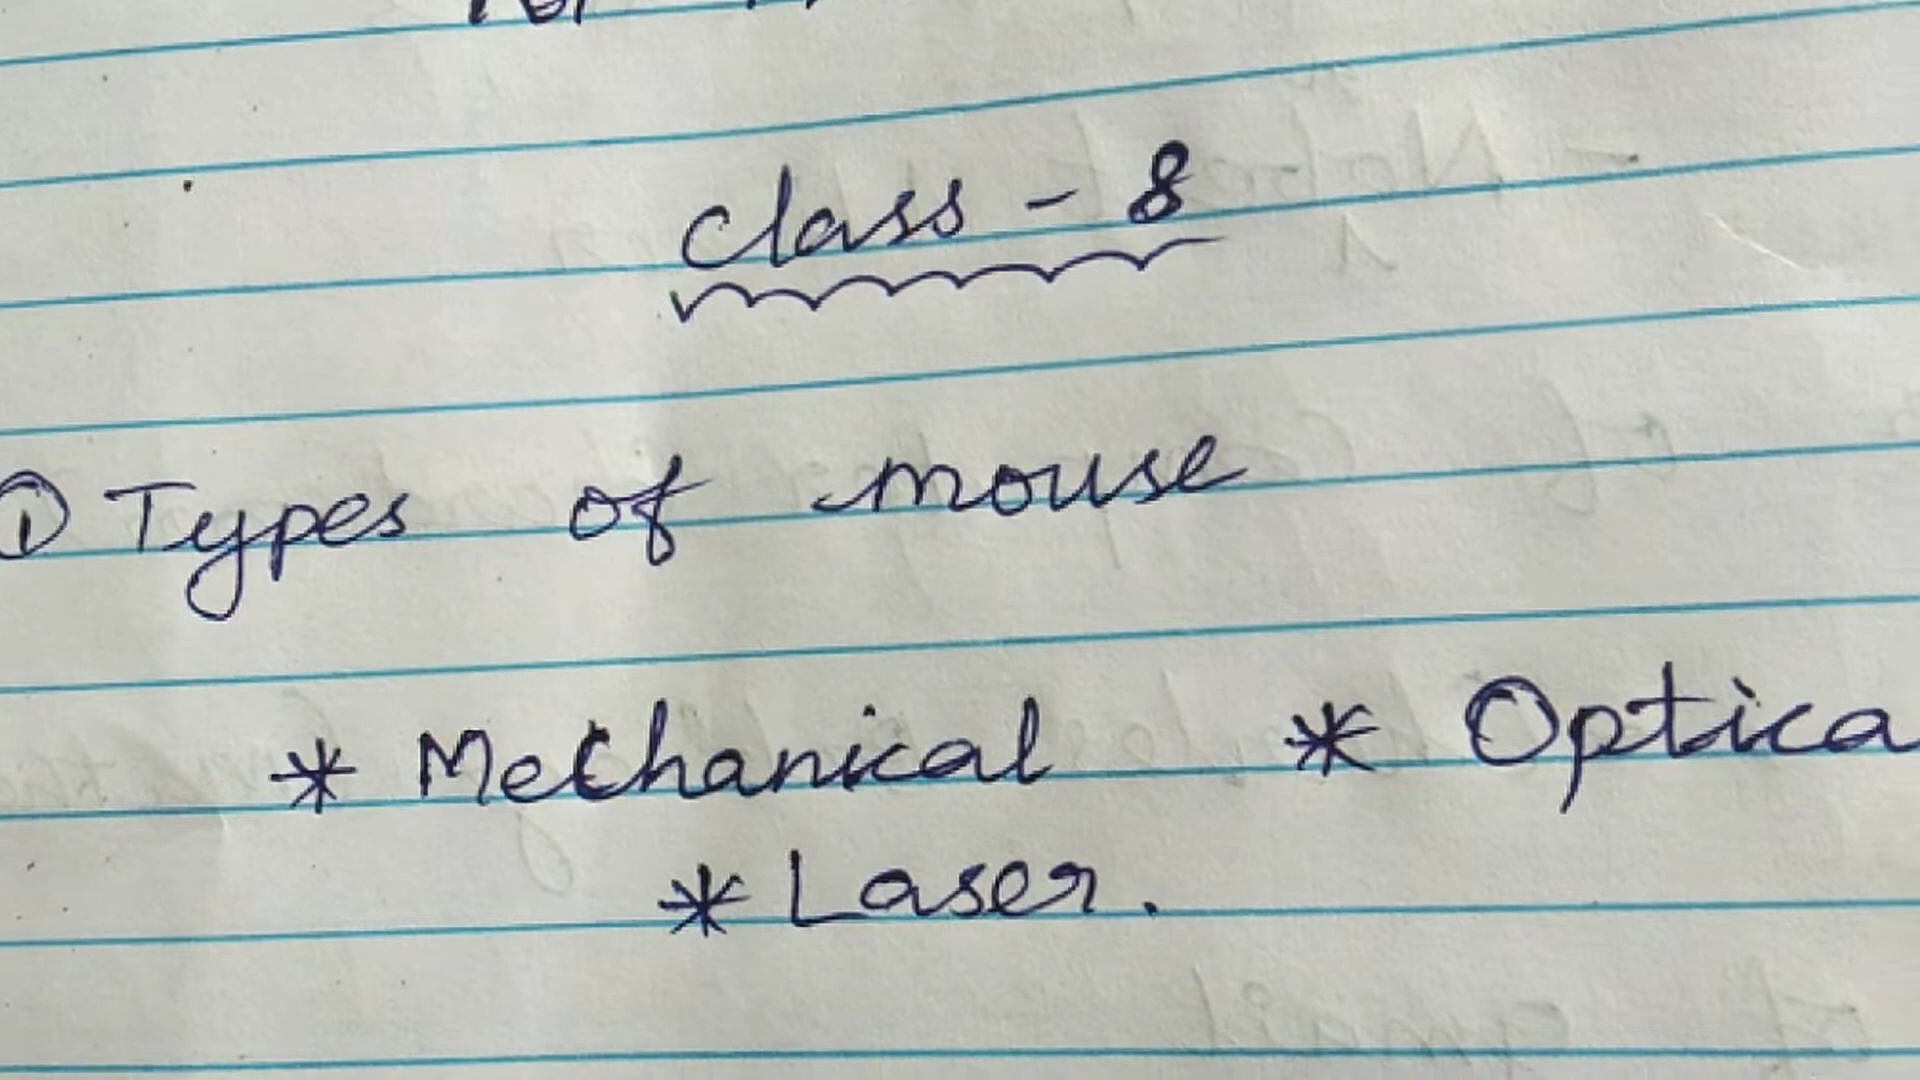 Class - 8
① Types of mouse
* Mechanical * Optica
* Laser.